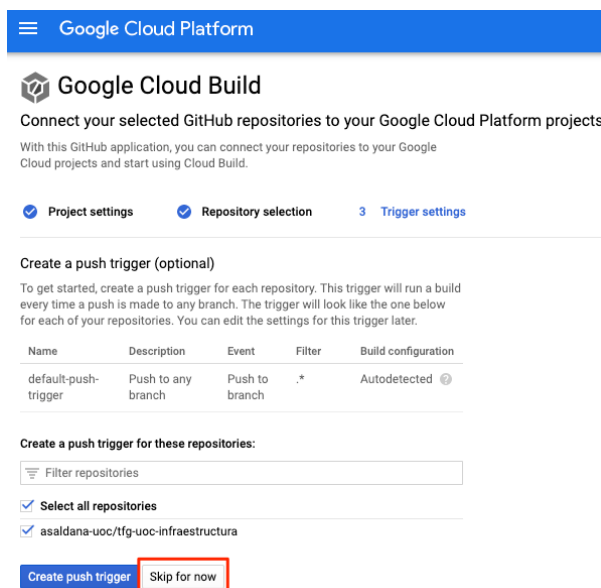 Google Cloud Platform
Google Cloud Build
Connect your selected GitHub repositories to your Google Cloud Platform projects
With this GitHub application, you can connect your repositories to your Google
Cloud projects and start using Cloud Build.
Project settings Repository selection 3 Trigger settings
Create a push trigger (optional)
To get started, create a push trigger for each repository. This trigger will run a build
every time a push is made to any branch. The trigger will look like the one below
for each of your repositories. You can edit the settings for this trigger later.
Name Description Event Filter Build configuration
default-push- Push to any Push to .* Autodetected
trigger branch branch
Create a push trigger for these repositories:
Filter repositories
Select all repositories
asaldana-uoc/tfg-uoc-infraestructura
Create push trigger Skip for now